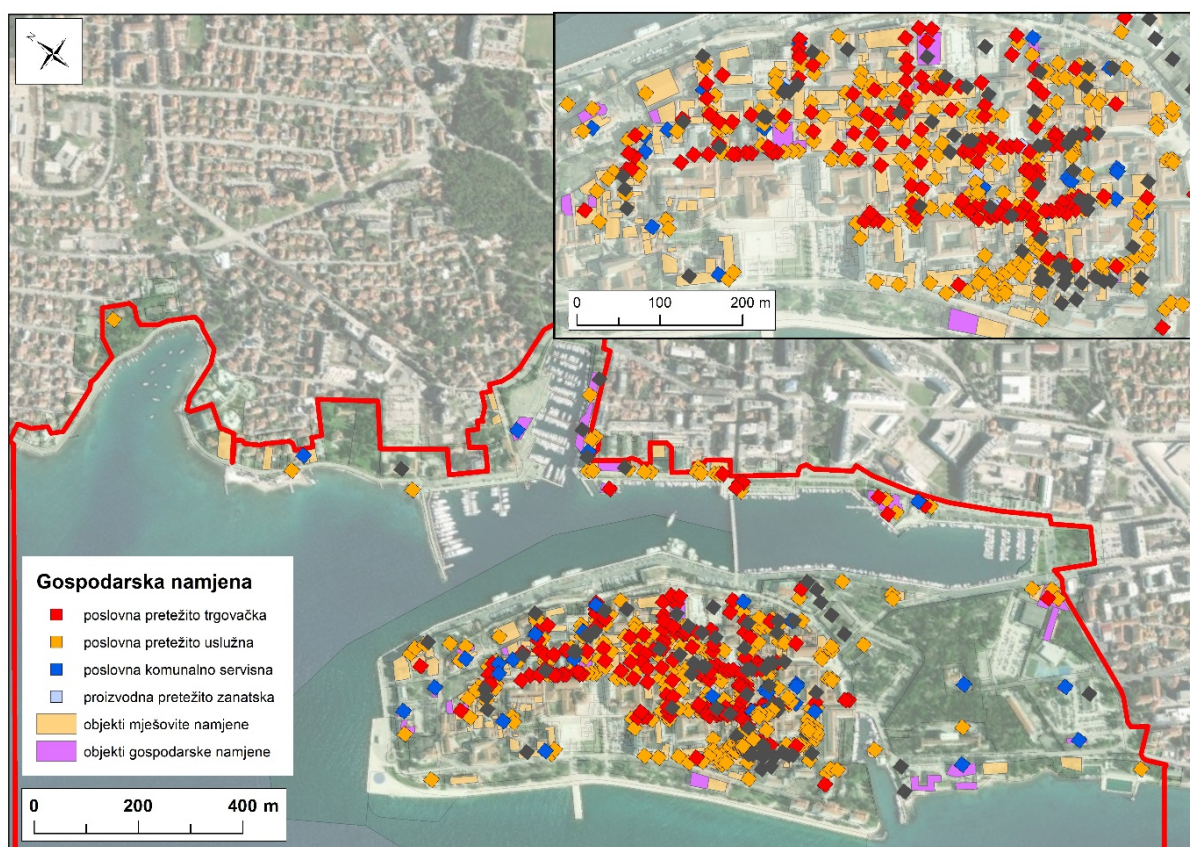 N
0 100 200 m
Gospodarska namjena
poslovna pretežito trgovačka
poslovna pretežito uslužna
poslovna komunalno servisna
proizvodna pretežito zanatska
objekti mješovite namjene
objekti gospodarske namjene
0 200 400 m